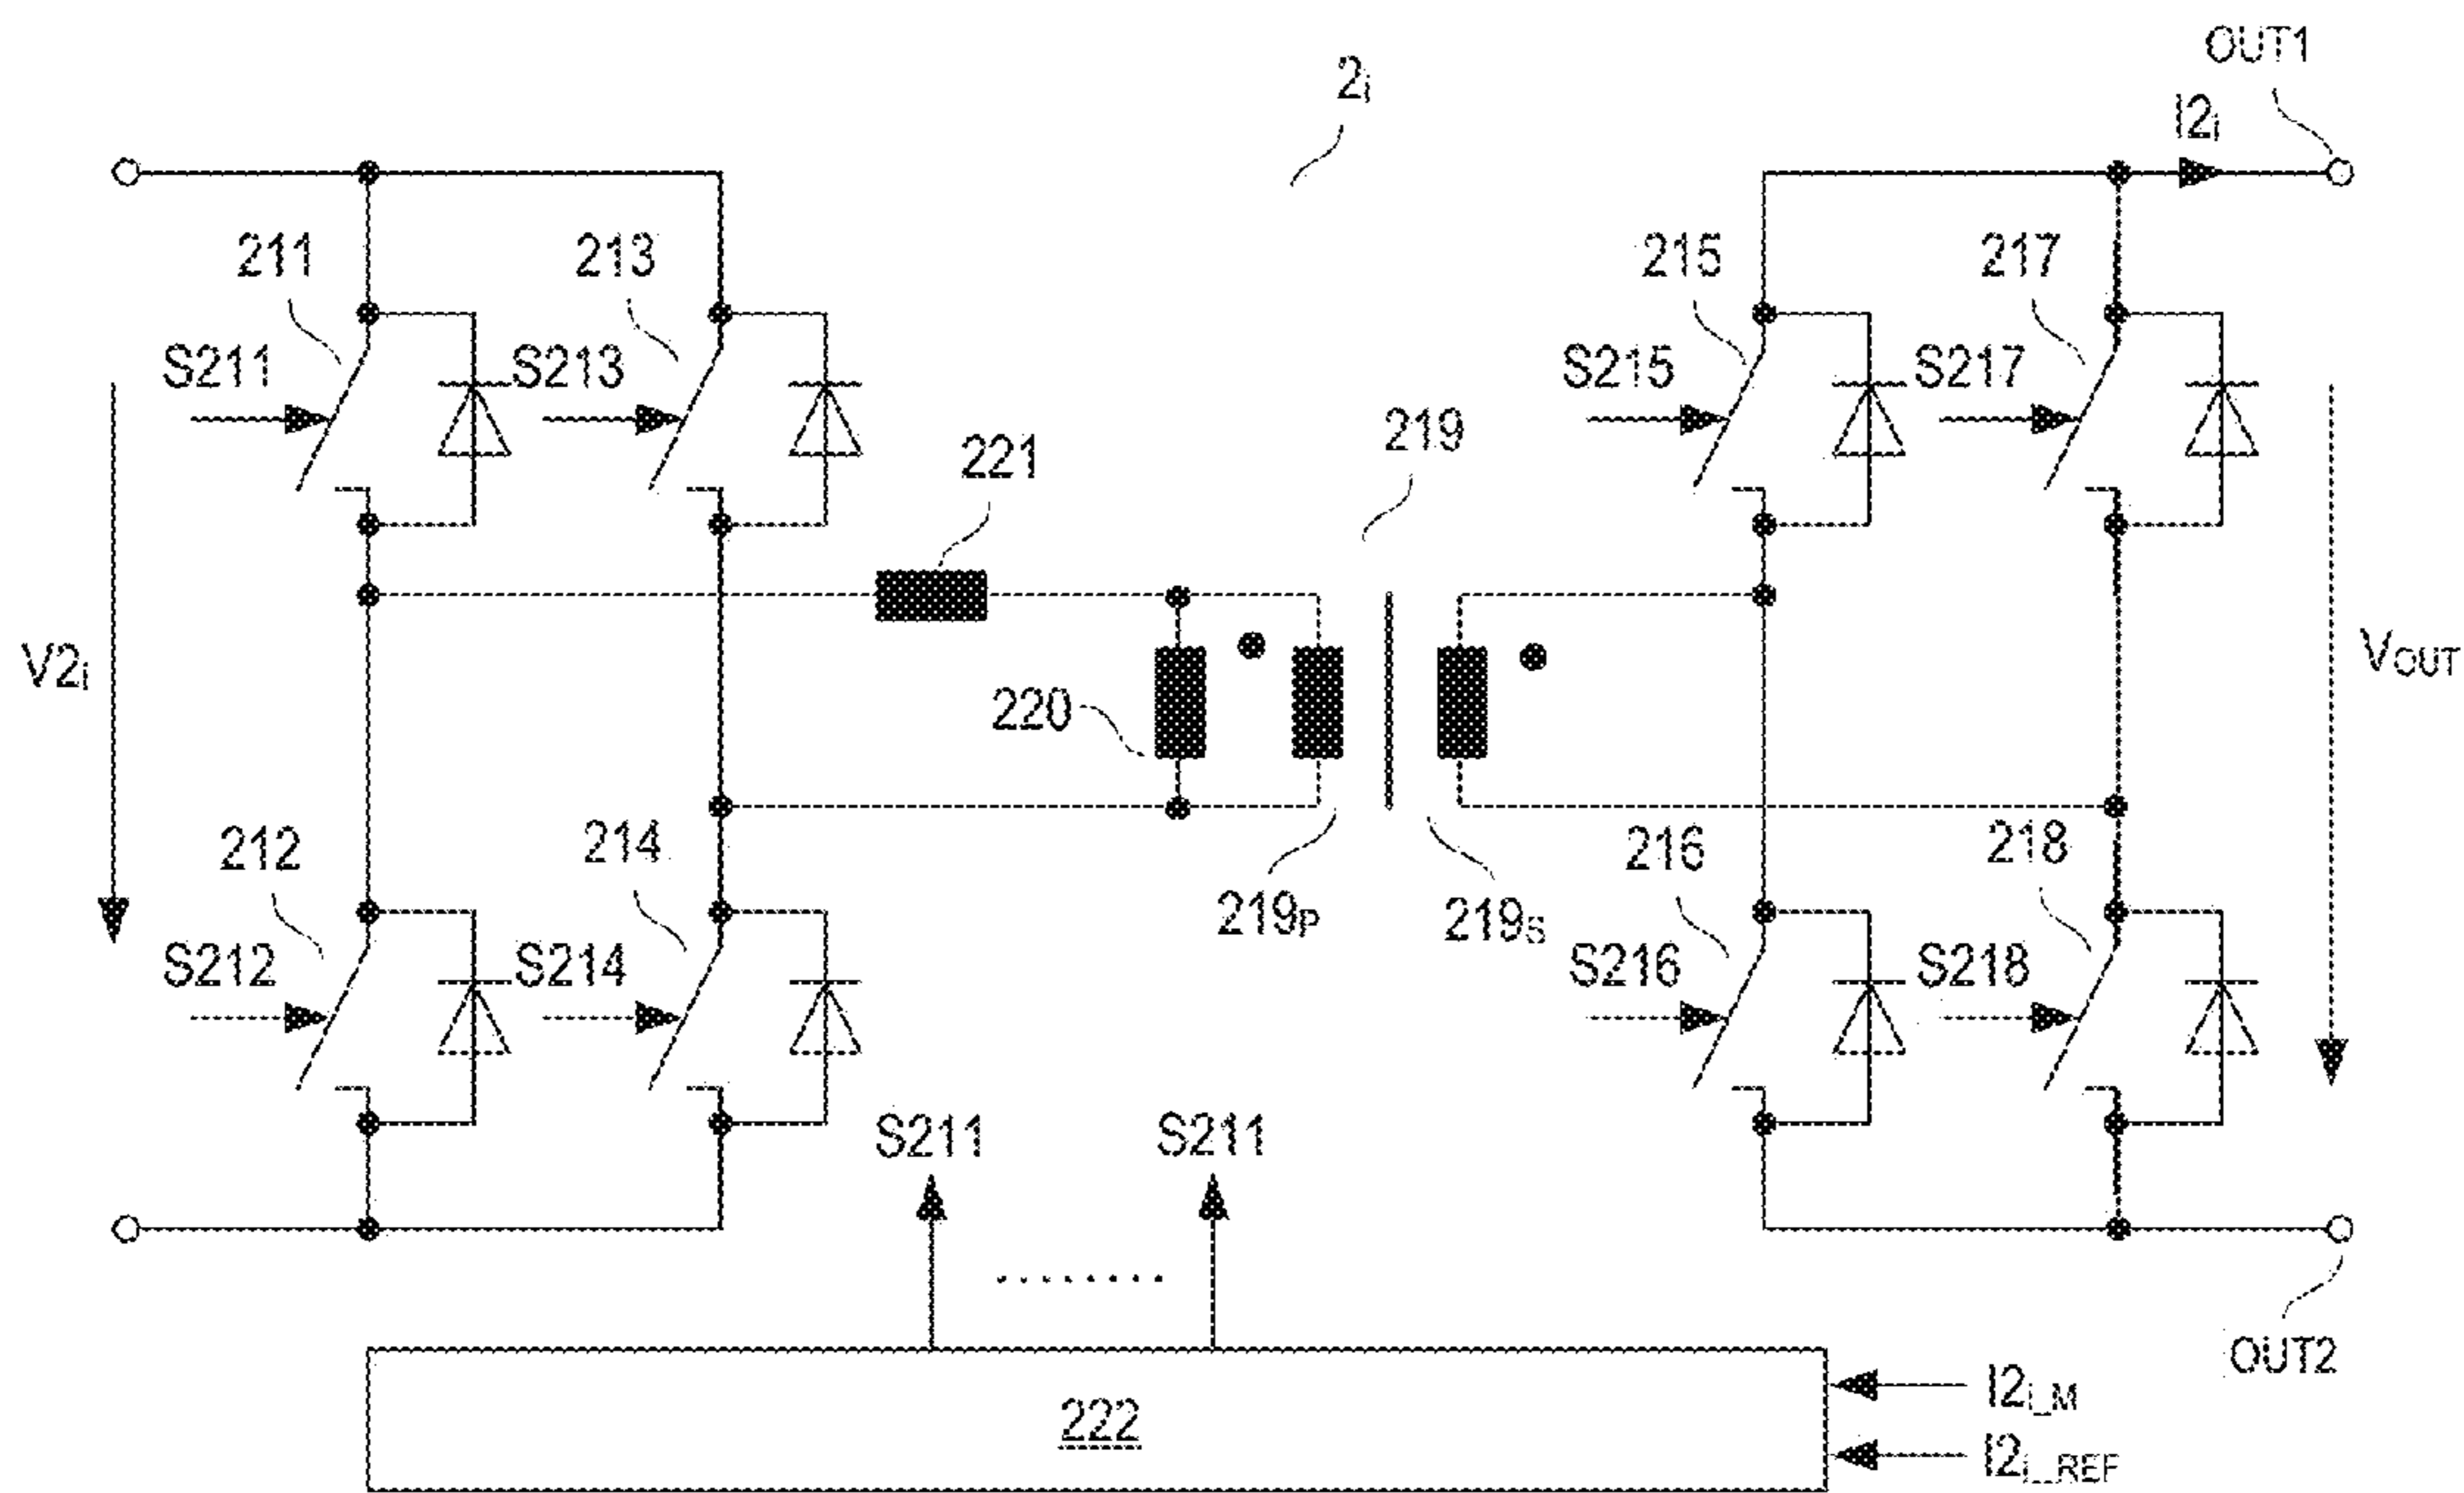 OUT1
2i
I2i
211
213
215
217
S211
S213
S215
S217
219
221
V2i
VOUT
220
212
214
216
218
219P
219S
S212
S214
S216
S218
S211
S211
........
OUT2
222
I2i_M
I2i_REF